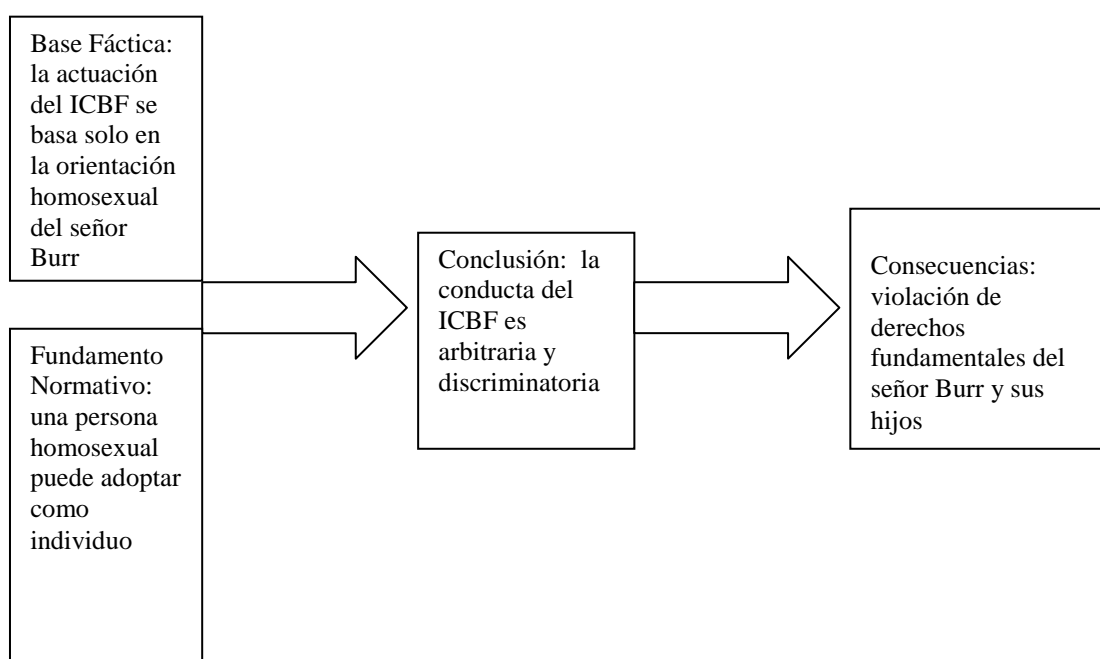 Base Fáctica:
la actuación
del ICBF se
basa solo en
la orientación
homosexual
del señor
Burr
Fundamento
Normativo:
una persona
homosexual
puede adoptar
como
individuo
Conclusión: la
conducta del
ICBF es
arbitraria y
discriminatoria
Consecuencias:
violación de
derechos
fundamentales del
señor Burr y sus
hijos